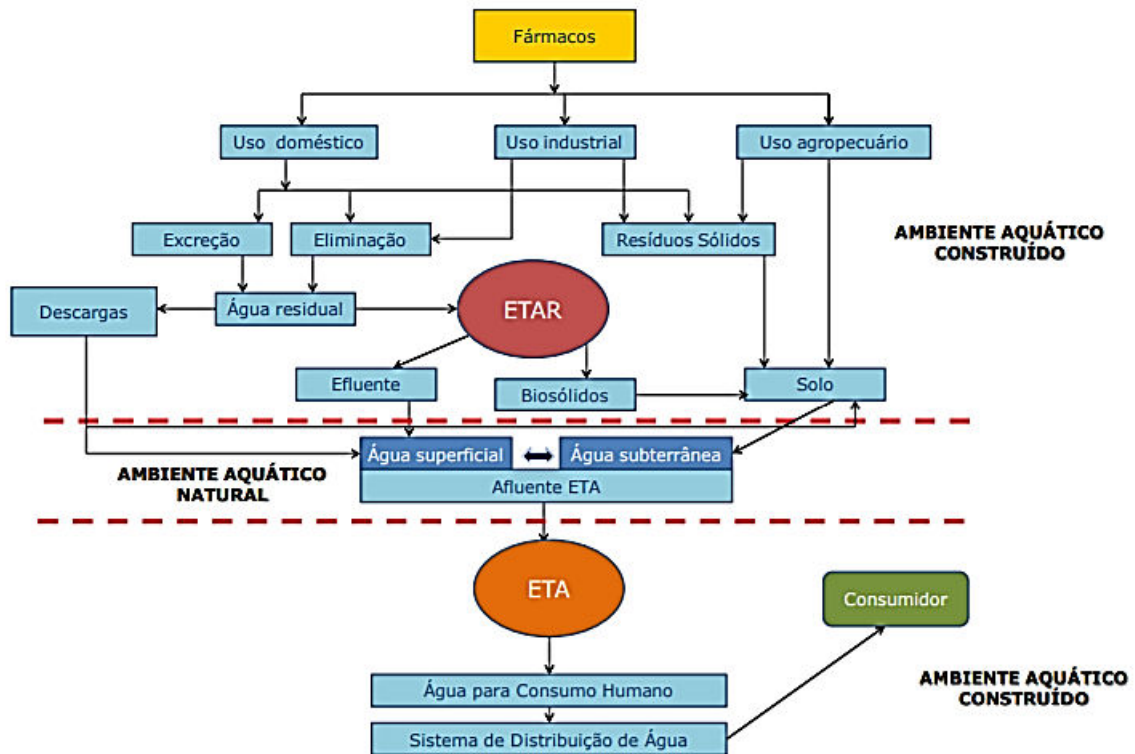 Fármacos
Uso doméstico
Uso industrial
Uso agropecuário
Excreção
Eliminação
Resíduos Sólidos
AMBIENTE AQUÁTICO
CONSTRUÍDO
Descargas
Água residual
ETAR
Efluente
Biosólidos
Solo
Água superficial
Água subterrânea
AMBIENTE AQUÁTICO
NATURAL
Afluente ETA
ETA
Consumidor
Água para Consumo Humano
AMBIENTE AQUÁTICO
CONSTRUÍDO
Sistema de Distribuição de Água